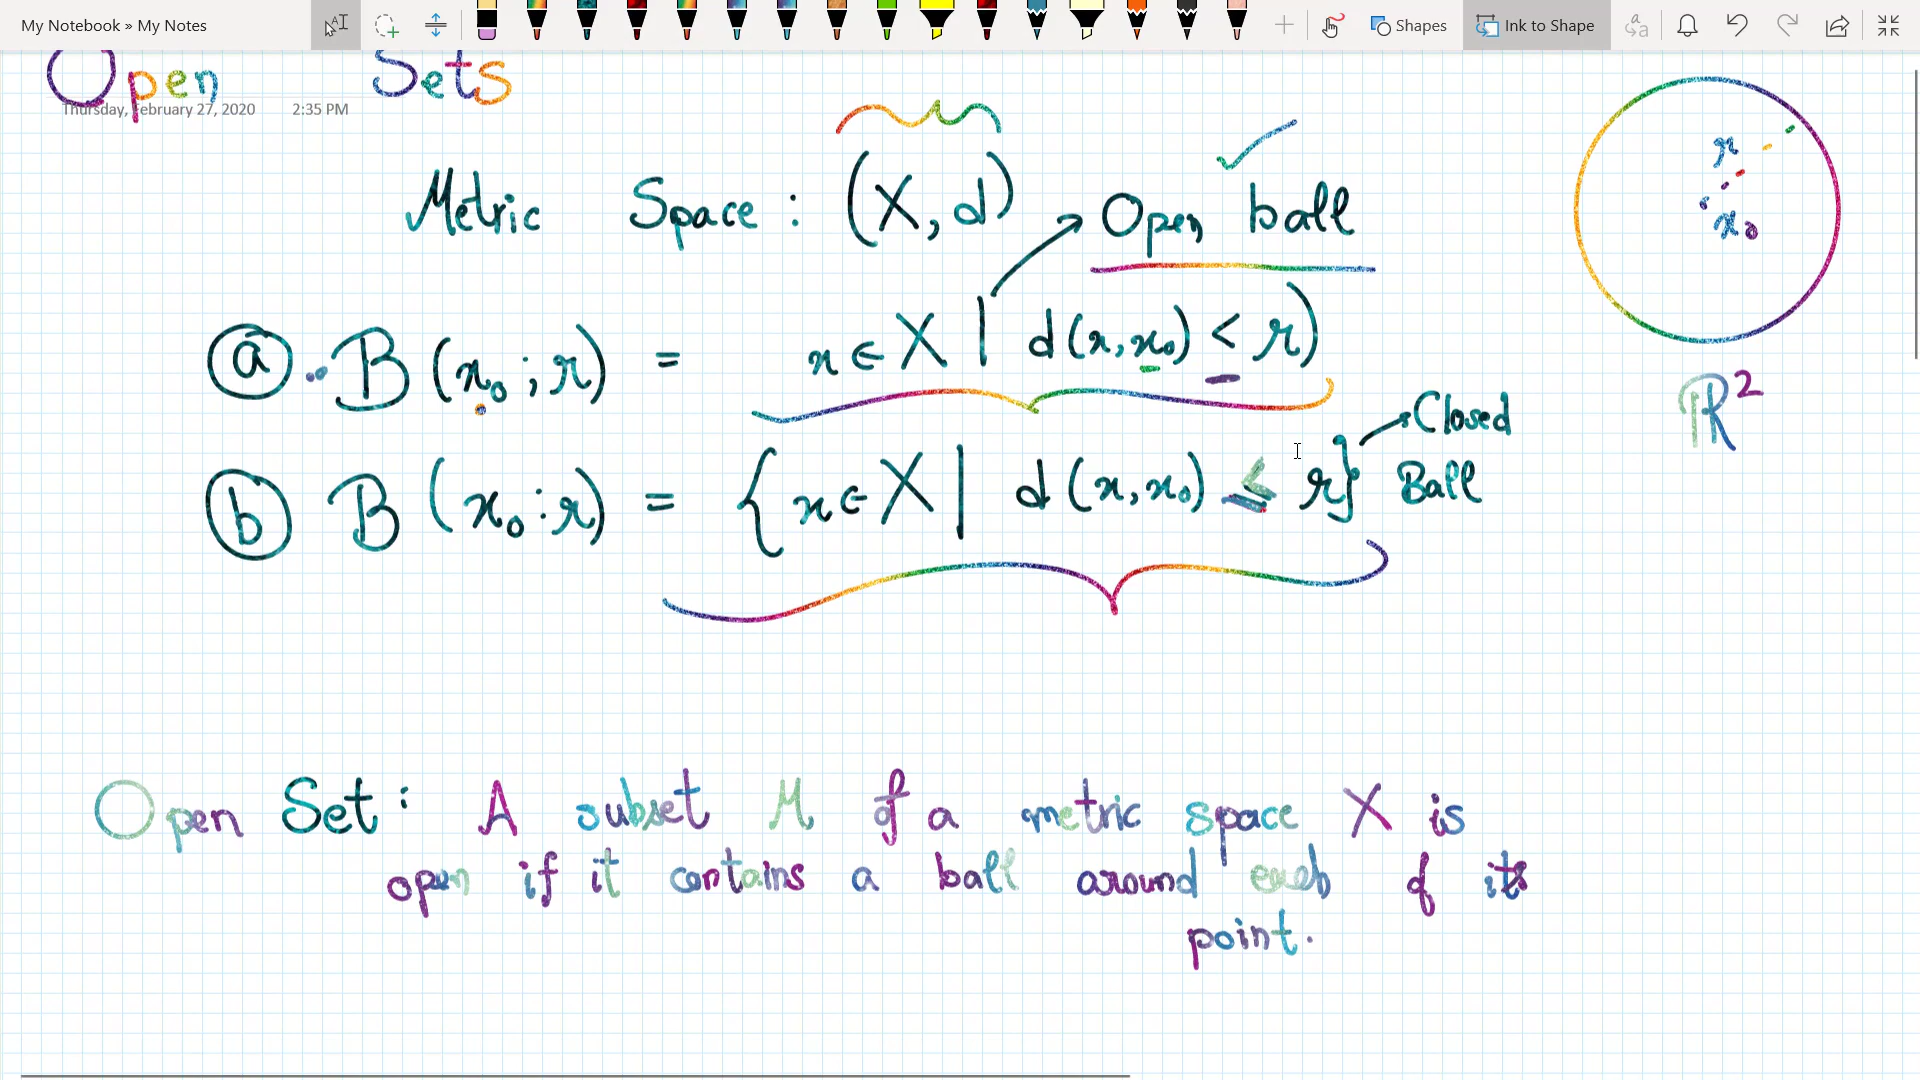 My Notebook » My Notes
Shapes
Ink to Shape
Open Sets
Thursday, February 27, 2020 2:35 PM
Metric Space : (X, d) Open ball
x
x₀
ℝ²
a B (x₀ ; r) = x ∈ X | d(x, x₀) < r)
Closed
Ball
b B (x₀ : r) = {x ∈ X | d(x, x₀) ≤ r}
Open Set : A subset M of a metric space X is
open if it contains a ball around each of its
point.